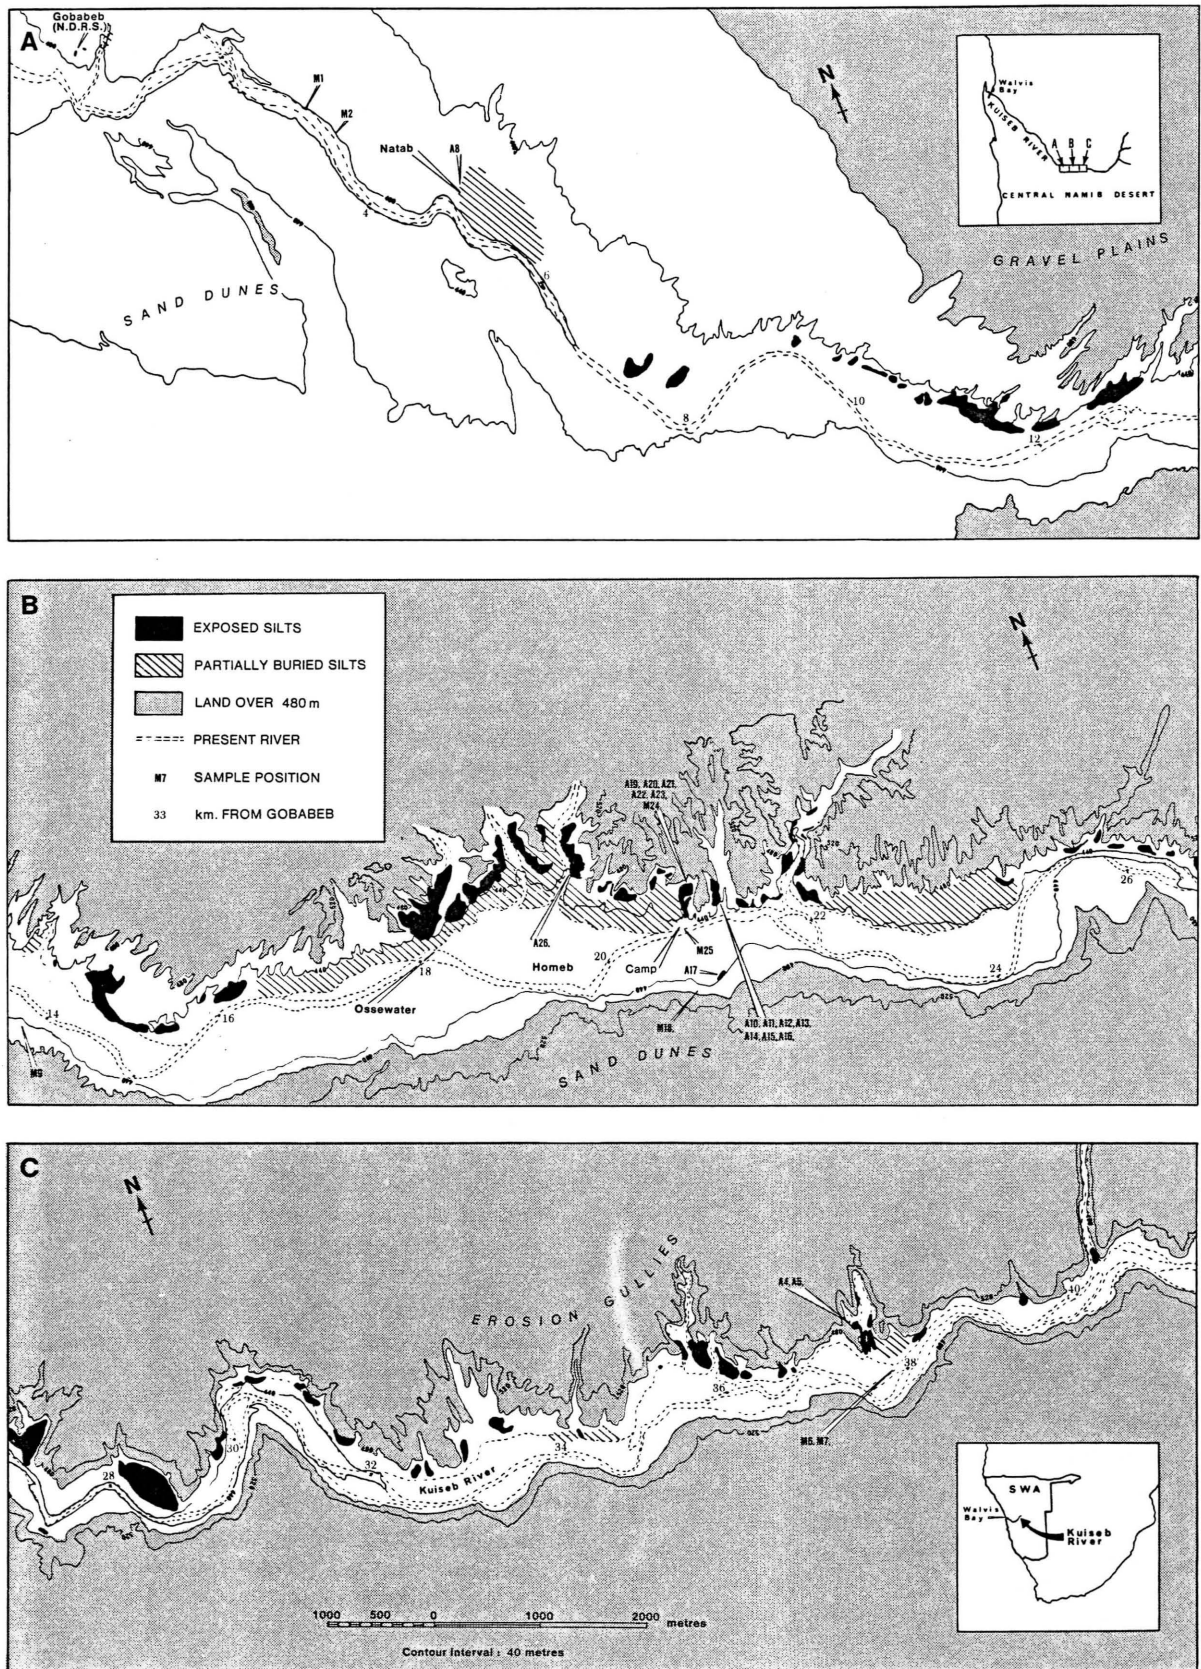 A
Gobabeb
(N.D.R.S.)
M1
M2
Natab
A8
N
Walvis
Bay
KUISEB RIVER
A B C
CENTRAL NAMIB DESERT
GRAVEL PLAINS
SAND DUNES
4
6
8
10
12
B
EXPOSED SILTS
PARTIALLY BURIED SILTS
LAND OVER 480 m
PRESENT RIVER
M7 SAMPLE POSITION
33 km. FROM GOBABEB
N
A19, A20, A21,
A22, A23,
M24
A26.
14
16
18
Homeb
20
Camp
M25
A17
22
24
26
Ossewater
M9
M18.
A10, A11, A12, A13,
A14, A15, A16.
SAND DUNES
C
N
EROSION GULLIES
A4, A5,
28
30
32
34
36
38
40
Kuiseb River
M6, M7,
SWA
Walvis
Bay
Kuiseb
River
1000 500 0 1000 2000 metres
Contour Interval : 40 metres